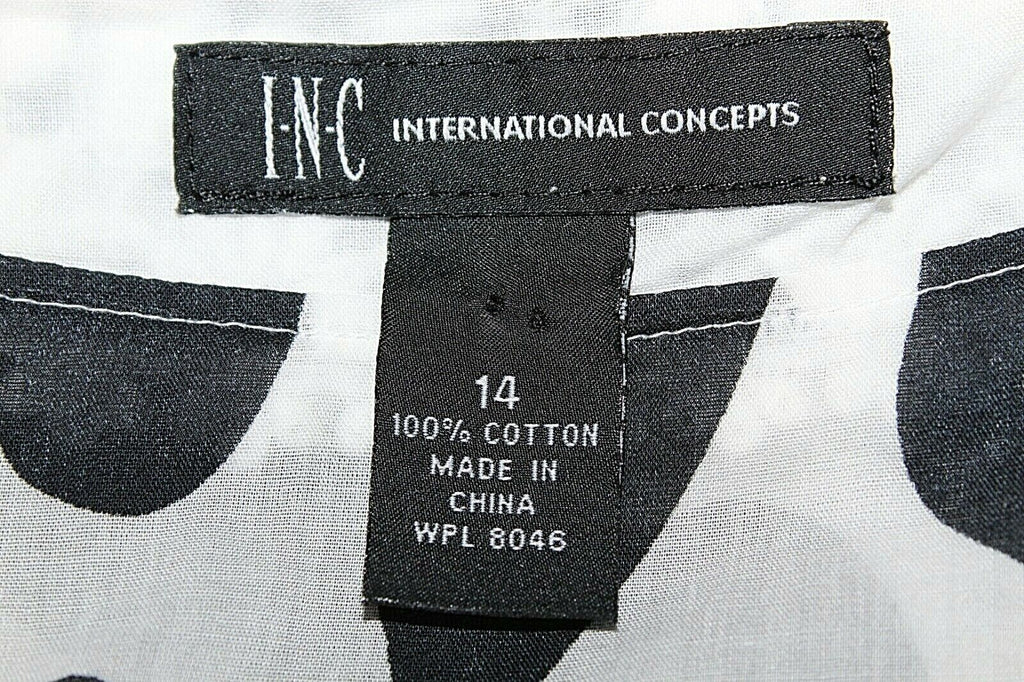 I·N·C INTERNATIONAL CONCEPTS
14
100% COTTON
MADE IN
CHINA
WPL 8046